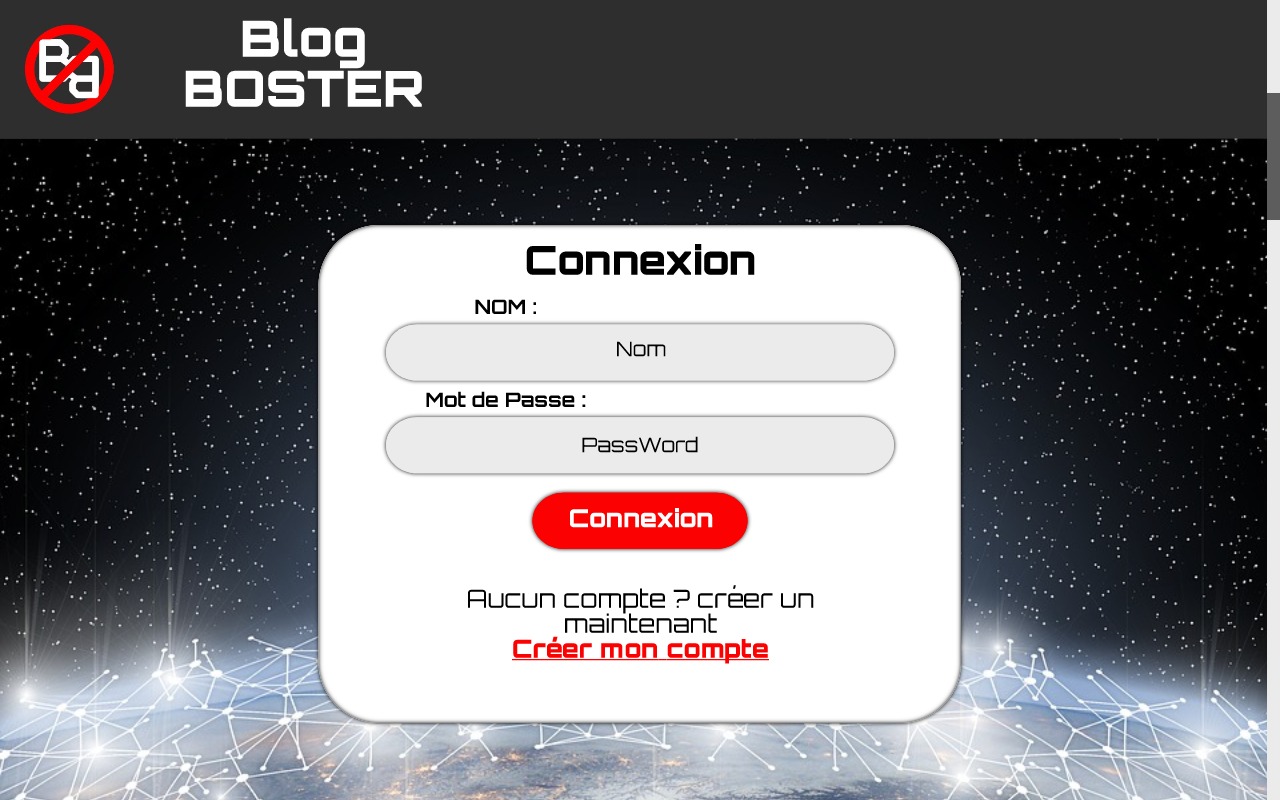 Blog
BOSTER
Connexion
NOM :
Nom
Mot de Passe :
PassWord
Connexion
Aucun compte ? créer un
maintenant
Créer mon compte